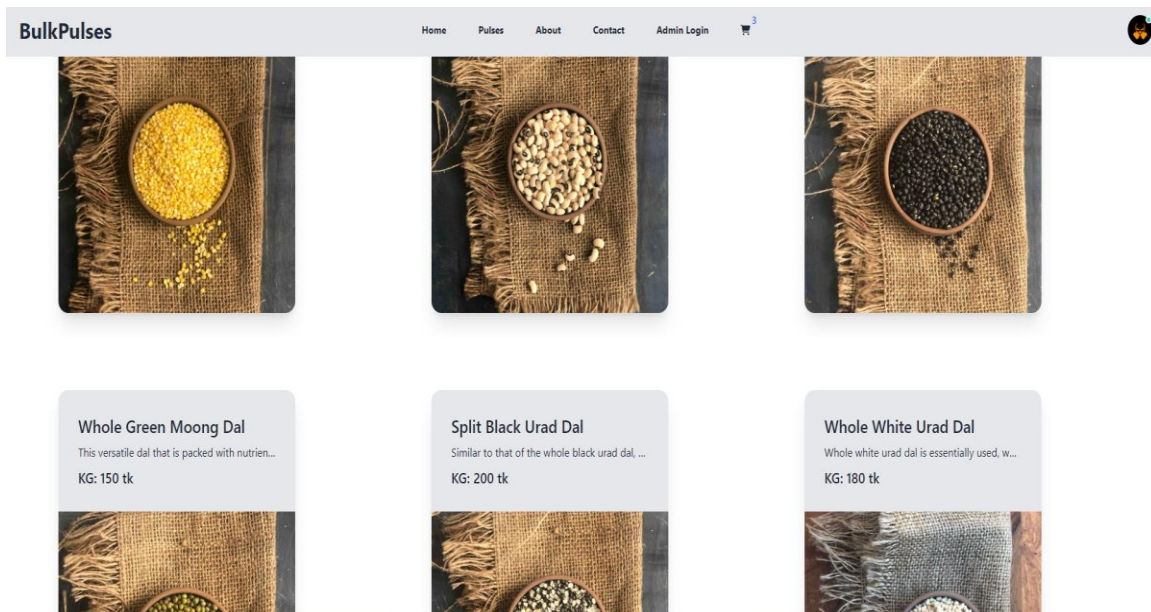 BulkPulses
Home Pulses About Contact Admin Login 3
Whole Green Moong Dal
This versatile dal that is packed with nutrien...
KG: 150 tk
Split Black Urad Dal
Similar to that of the whole black urad dal, ...
KG: 200 tk
Whole White Urad Dal
Whole white urad dal is essentially used, w...
KG: 180 tk